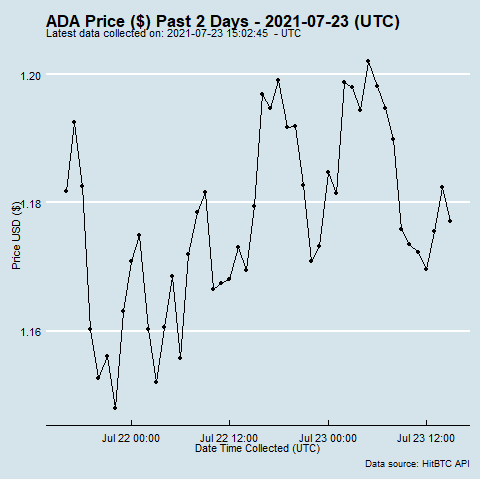 ADA Price ($) Past 2 Days - 2021-07-23 (UTC)
Latest data collected on: 2021-07-23 15:02:45 - UTC
1.20
1.18
1.16
Price USD ($)
Jul 22 00:00 Jul 22 12:00 Jul 23 00:00 Jul 23 12:00
Date Time Collected (UTC)
Data source: HitBTC API